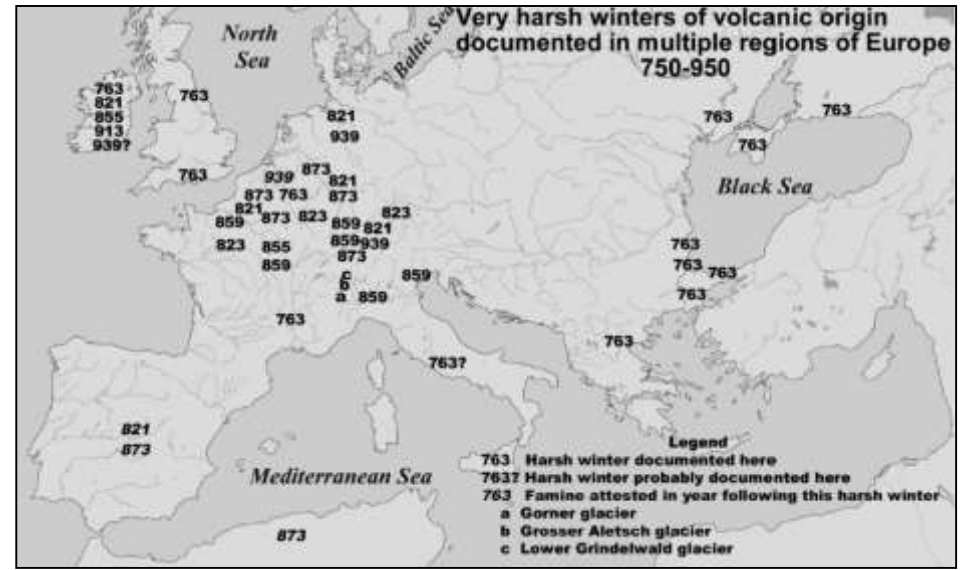 Very harsh winters of volcanic origin
documented in multiple regions of Europe
750-950
North
Sea
Baltic Sea
763
821
855
913
939?
763
763
821
939
763
763
763
Black Sea
939
873
821
873
763
873
821
859
873
823
859
823
821
823
855
859
859
939
873
859
c
b
a
859
763
763?
763
763
763
763
763
821
873
Mediterranean Sea
873
Legend
763 Harsh winter documented here
763? Harsh winter probably documented here
763 Famine attested in year following this harsh winter
a Gorner glacier
b Grosser Aletsch glacier
c Lower Grindelwald glacier